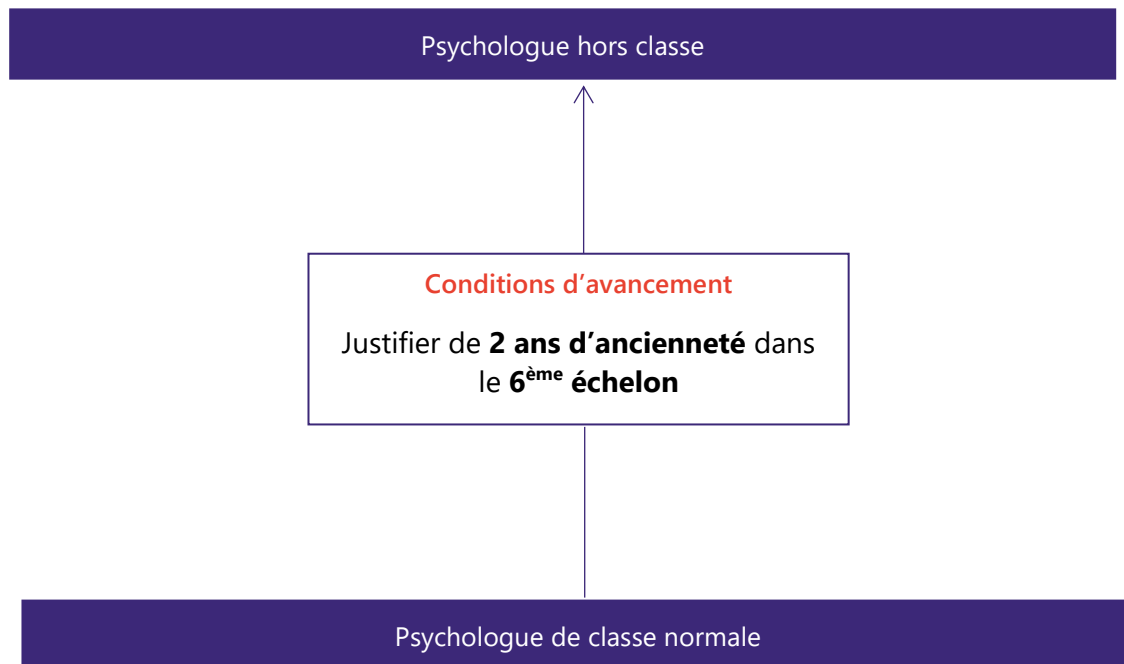 Psychologue hors classe
Conditions d’avancement
Justifier de 2 ans d’ancienneté dans
le 6ème échelon
Psychologue de classe normale